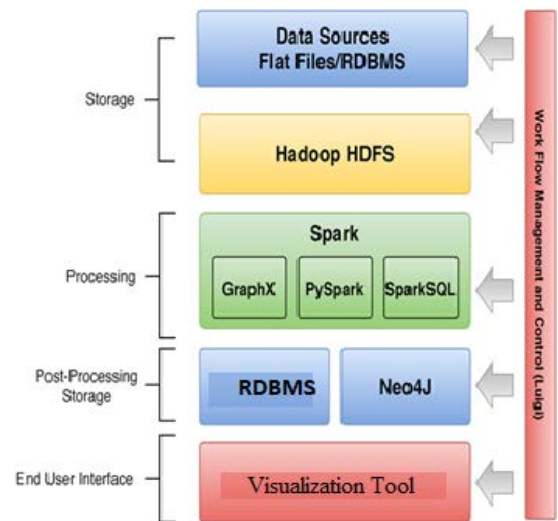 Data Sources
Flat Files/RDBMS
Storage
Hadoop HDFS
Spark
GraphX
PySpark
SparkSQL
Processing
Post-Processing
Storage
RDBMS
Neo4J
End User Interface
Visualization Tool
Work Flow Management and Control (Luigi)